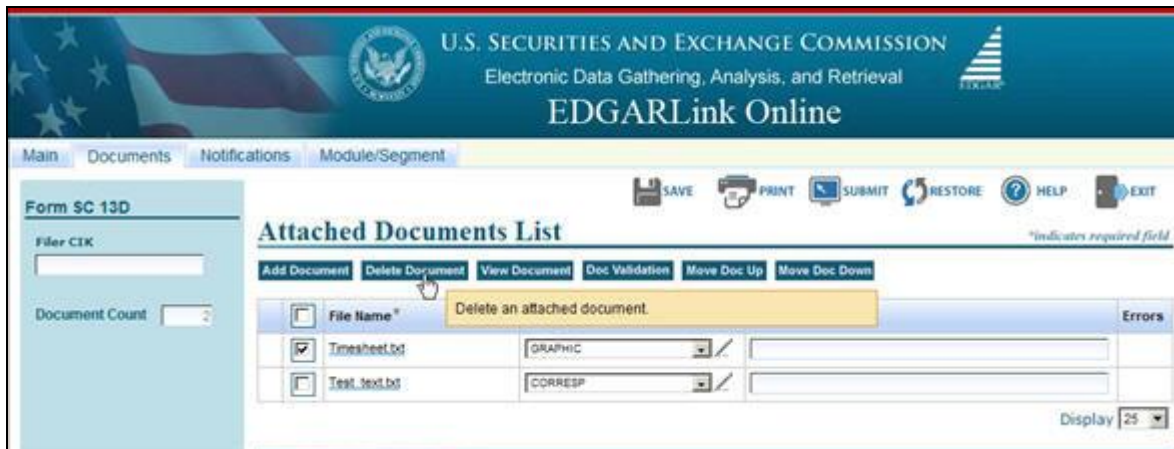 U.S. SECURITIES AND EXCHANGE COMMISSION
Electronic Data Gathering, Analysis, and Retrieval
EDGAR
EDGARLink Online
Main Documents Notifications Module/Segment
SAVE PRINT SUBMIT RESTORE ? HELP EXIT
Form SC 13D
Attached Documents List
*indicates required field
Filer CIK
Add Document Delete Document View Document Doc Validation Move Doc Up Move Doc Down
Delete an attached document.
Document Count 2
File Name* Errors
Timesheet.txt GRAPHIC
Test_text.txt CORRESP
Display 25